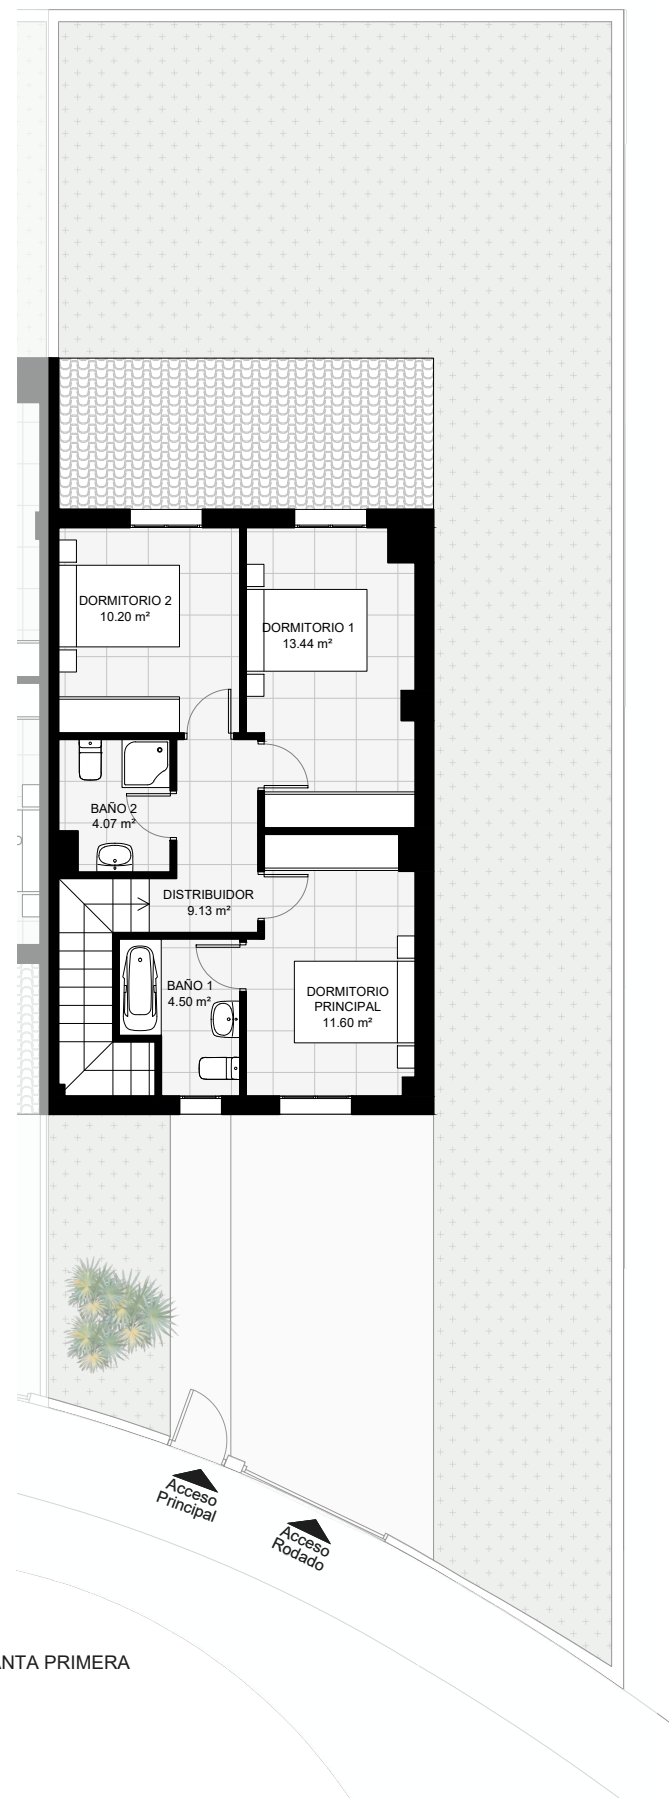 DORMITORIO 2
10.20 m²
DORMITORIO 1
13.44 m²
BAÑO 2
4.07 m²
DISTRIBUIDOR
9.13 m²
BAÑO 1
4.50 m²
DORMITORIO
PRINCIPAL
11.60 m²
Acceso
Principal
Acceso
Rodado
ANTA PRIMERA